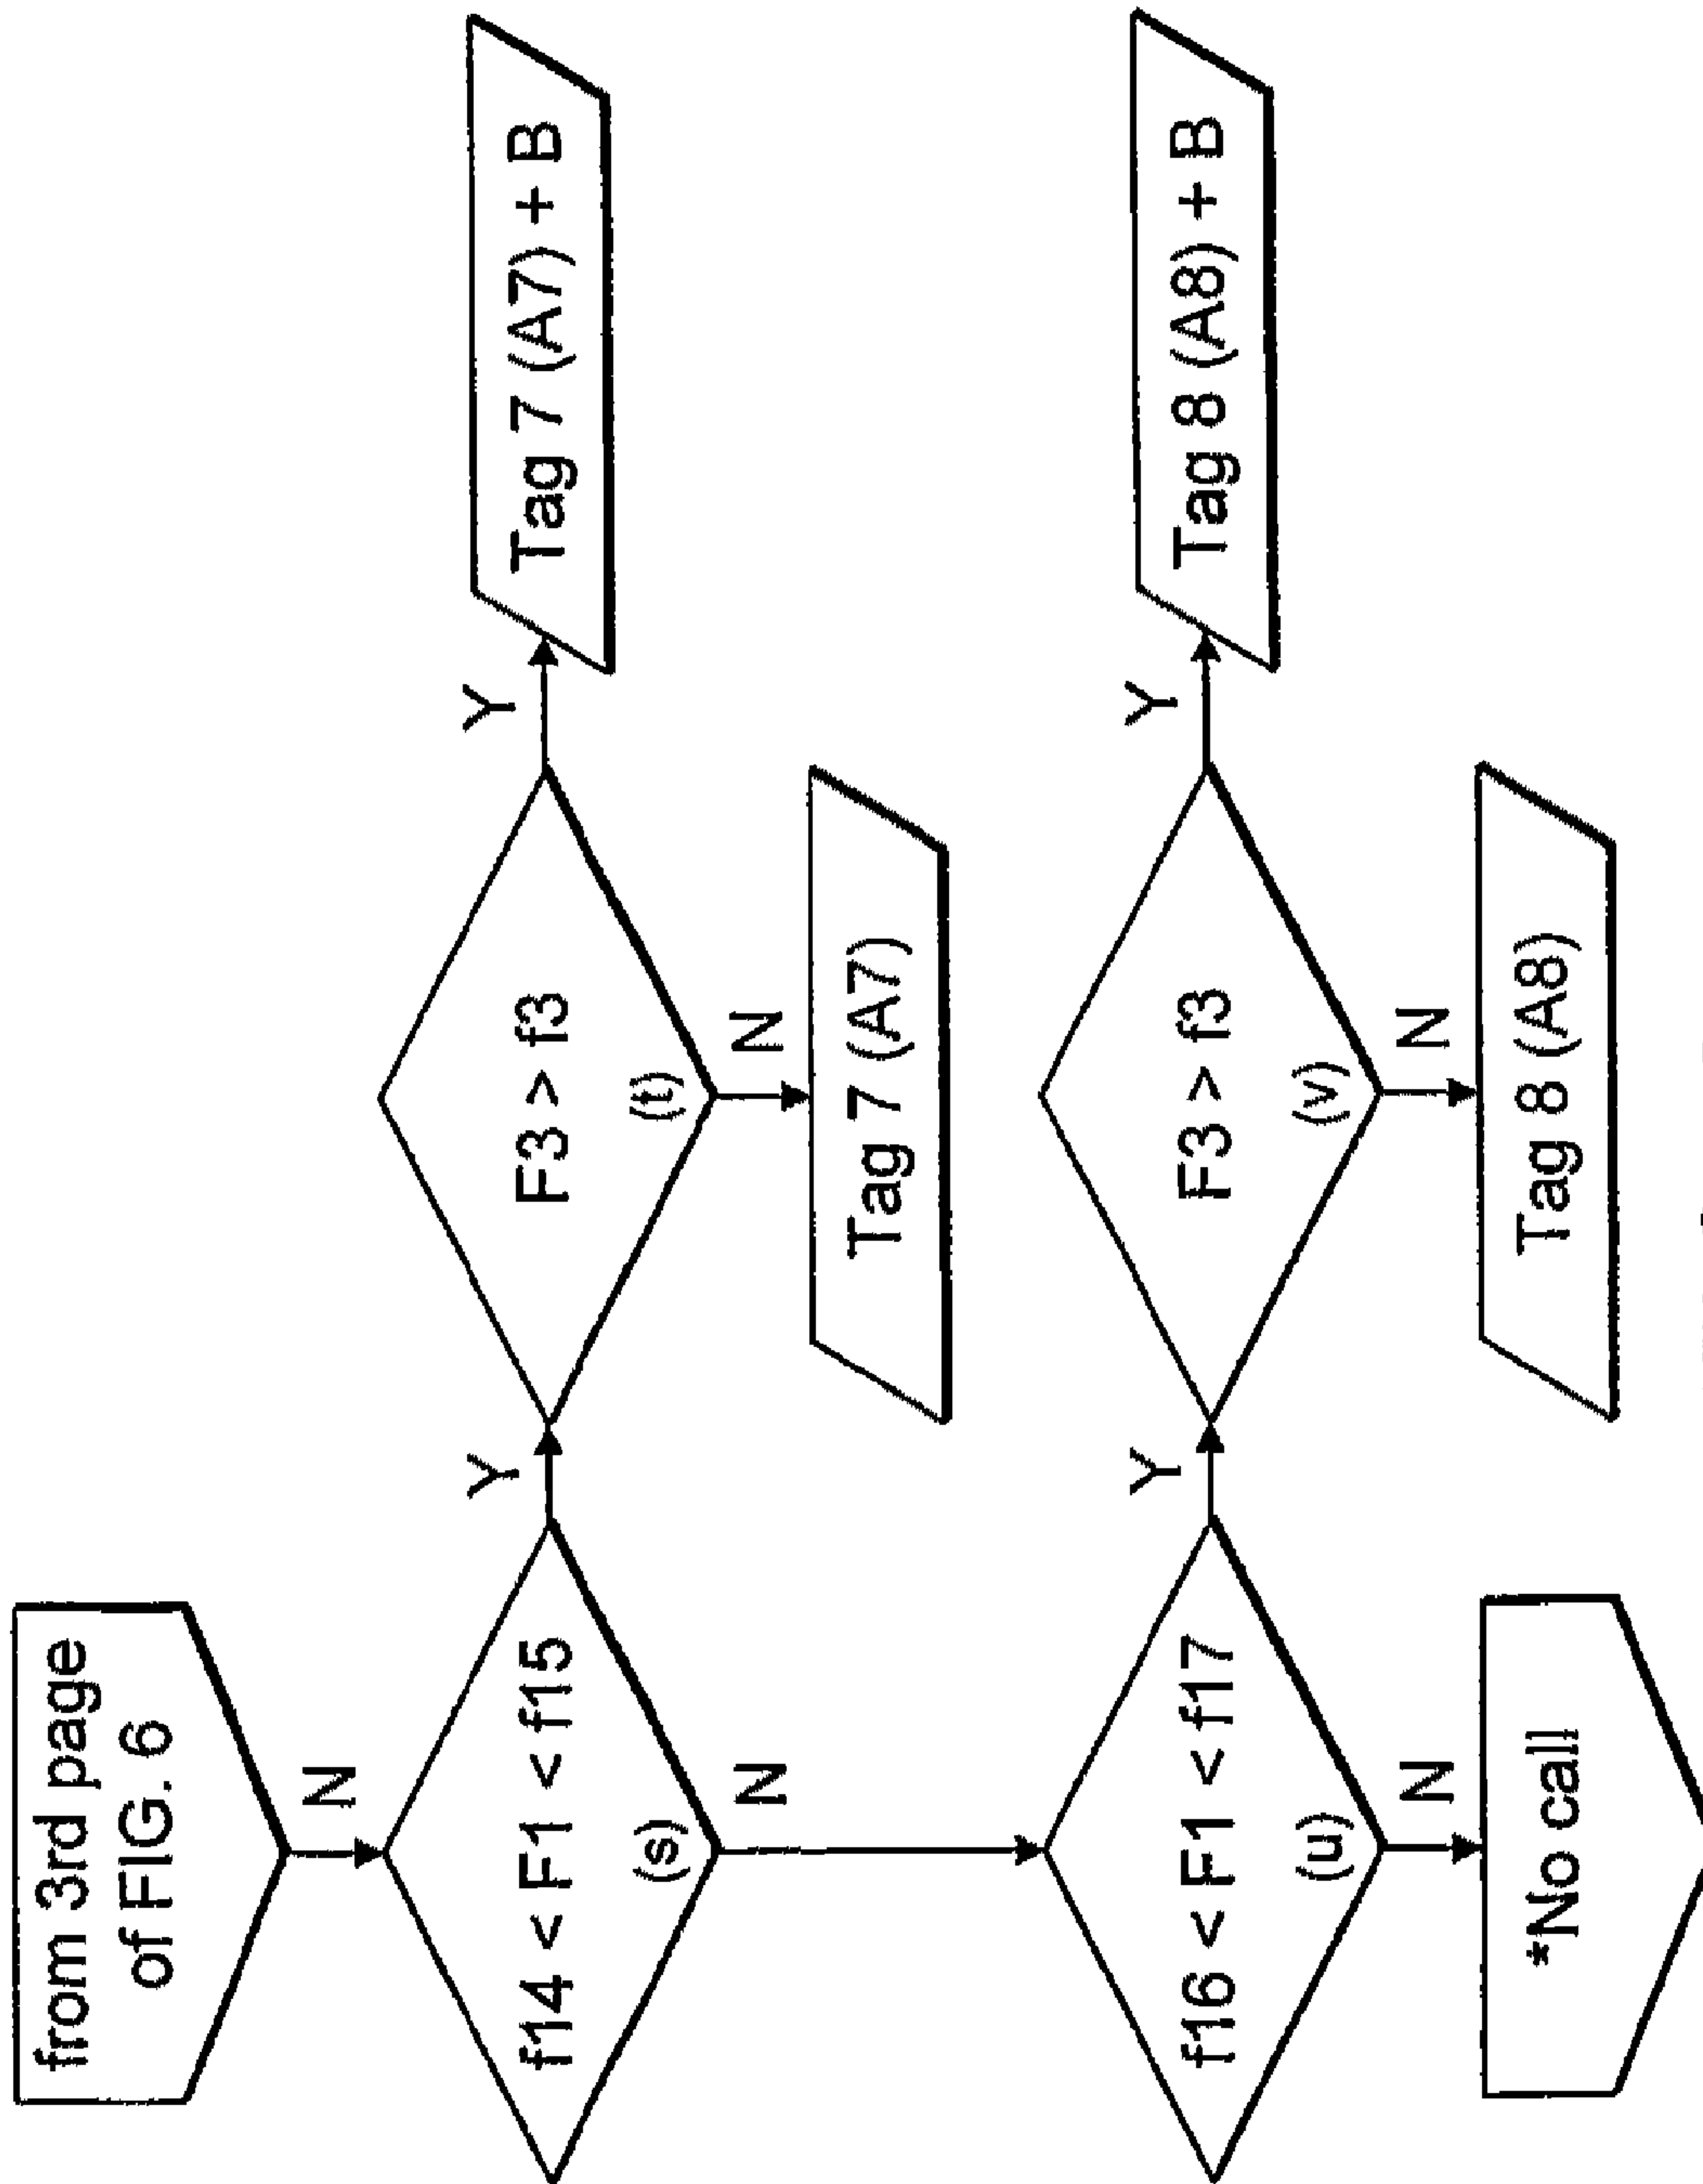 from 3rd page
of FIG. 6
N
f14 < F1 < f15
(s)
Y
F3 > f3
(t)
Y
Tag 7 (A7) + B
N
Tag 7 (A7)
N
f16 < F1 < f17
(u)
Y
F3 > f3
(v)
Y
Tag 8 (A8) + B
N
Tag 8 (A8)
N
*No call